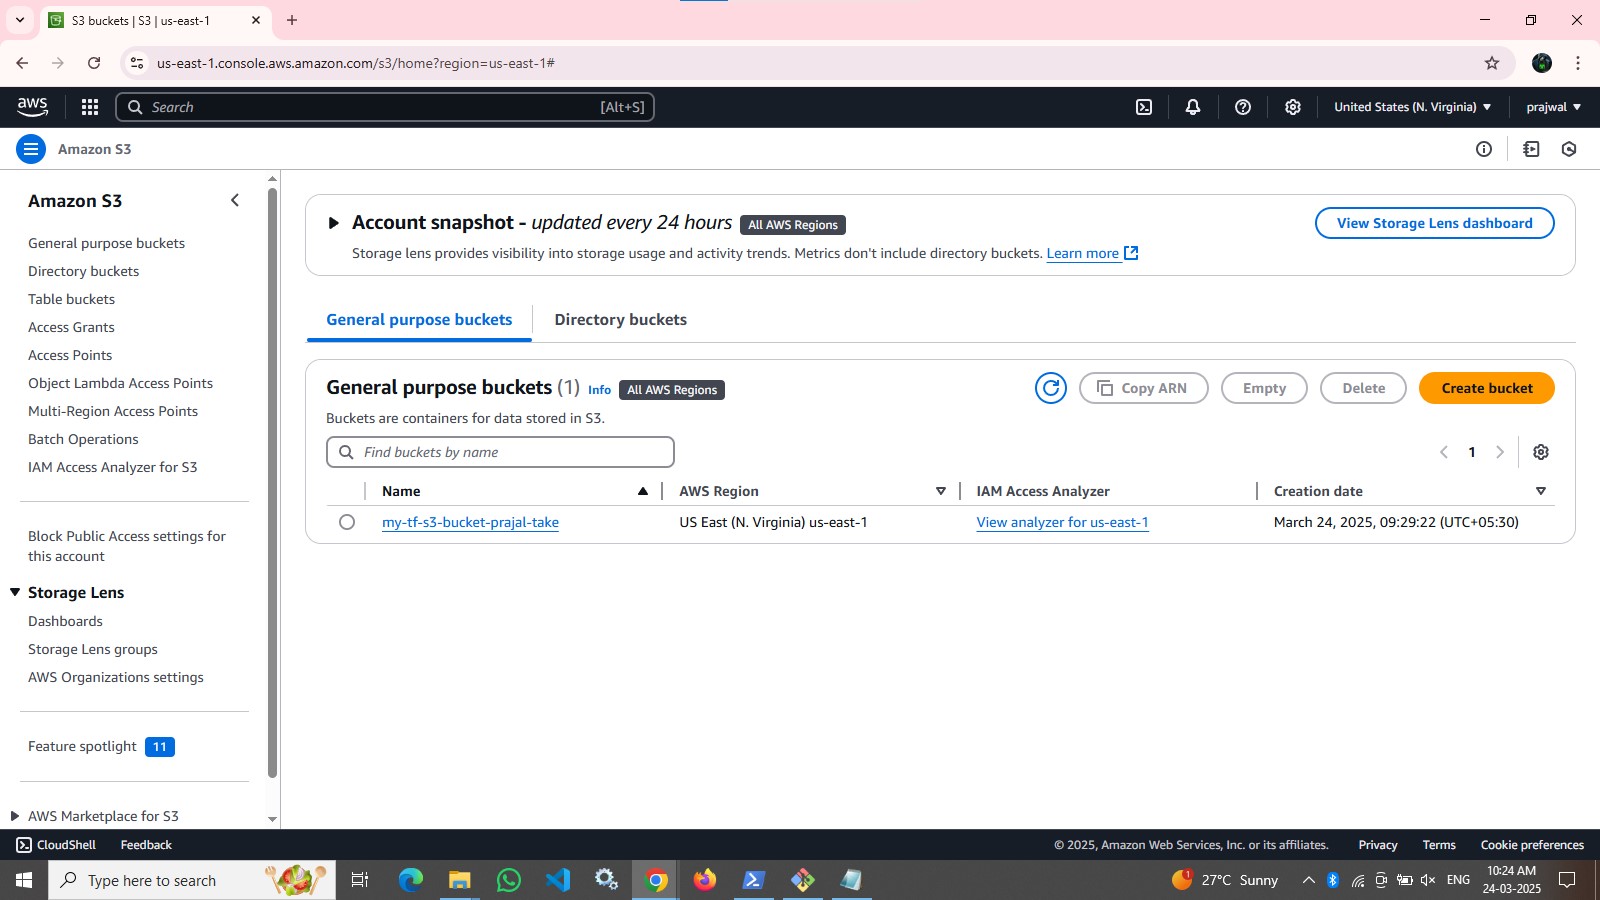 S3 buckets | S3 | us-east-1
us-east-1.console.aws.amazon.com/s3/home?region=us-east-1#
aws
Search
[Alt+S]
United States (N. Virginia)
prajwal
Amazon S3
Amazon S3
General purpose buckets
Directory buckets
Table buckets
Access Grants
Access Points
Object Lambda Access Points
Multi-Region Access Points
Batch Operations
IAM Access Analyzer for S3
Block Public Access settings for
this account
Storage Lens
Dashboards
Storage Lens groups
AWS Organizations settings
Feature spotlight 11
AWS Marketplace for S3
Account snapshot - updated every 24 hours All AWS Regions
View Storage Lens dashboard
Storage lens provides visibility into storage usage and activity trends. Metrics don't include directory buckets. Learn more
General purpose buckets
Directory buckets
General purpose buckets (1) Info All AWS Regions
Copy ARN
Empty
Delete
Create bucket
Buckets are containers for data stored in S3.
Find buckets by name
1
Name AWS Region IAM Access Analyzer Creation date
my-tf-s3-bucket-prajal-take US East (N. Virginia) us-east-1 View analyzer for us-east-1 March 24, 2025, 09:29:22 (UTC+05:30)
CloudShell Feedback
© 2025, Amazon Web Services, Inc. or its affiliates. Privacy Terms Cookie preferences
Type here to search
1
27°C Sunny
ENG
10:24 AM
24-03-2025